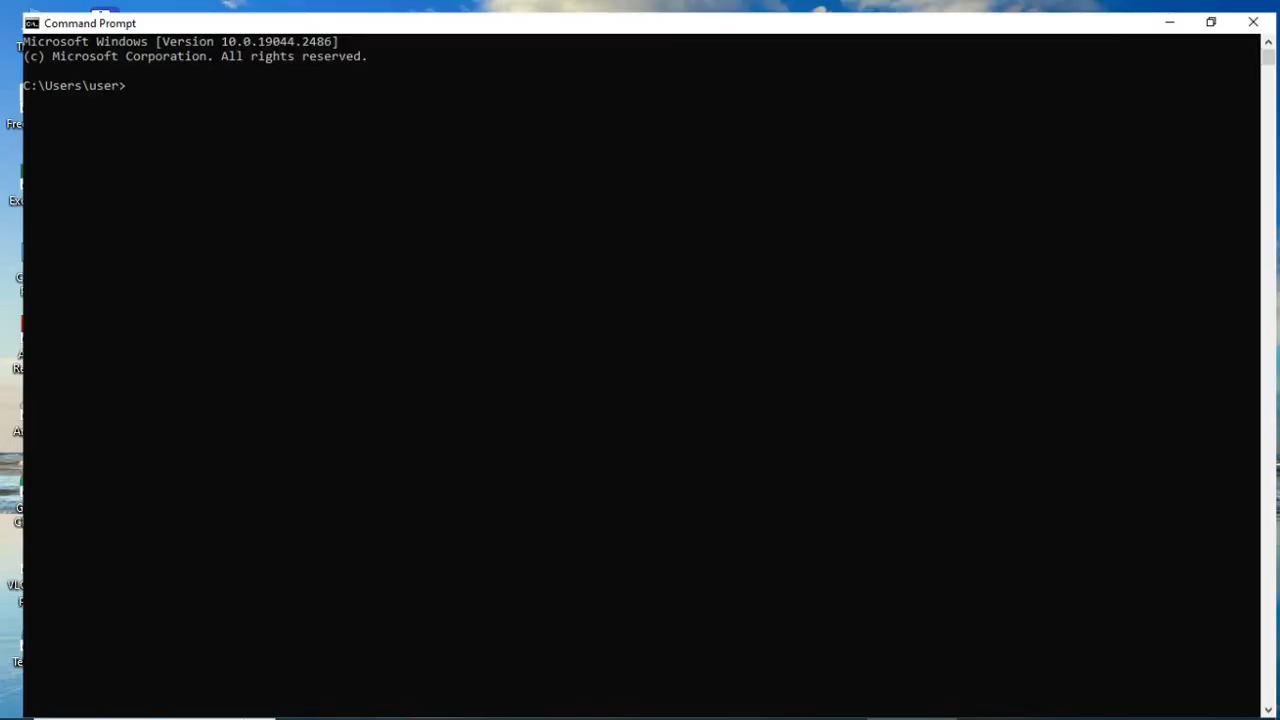 Command Prompt
Microsoft Windows [Version 10.0.19044.2486]
(c) Microsoft Corporation. All rights reserved.
C:\Users\user>